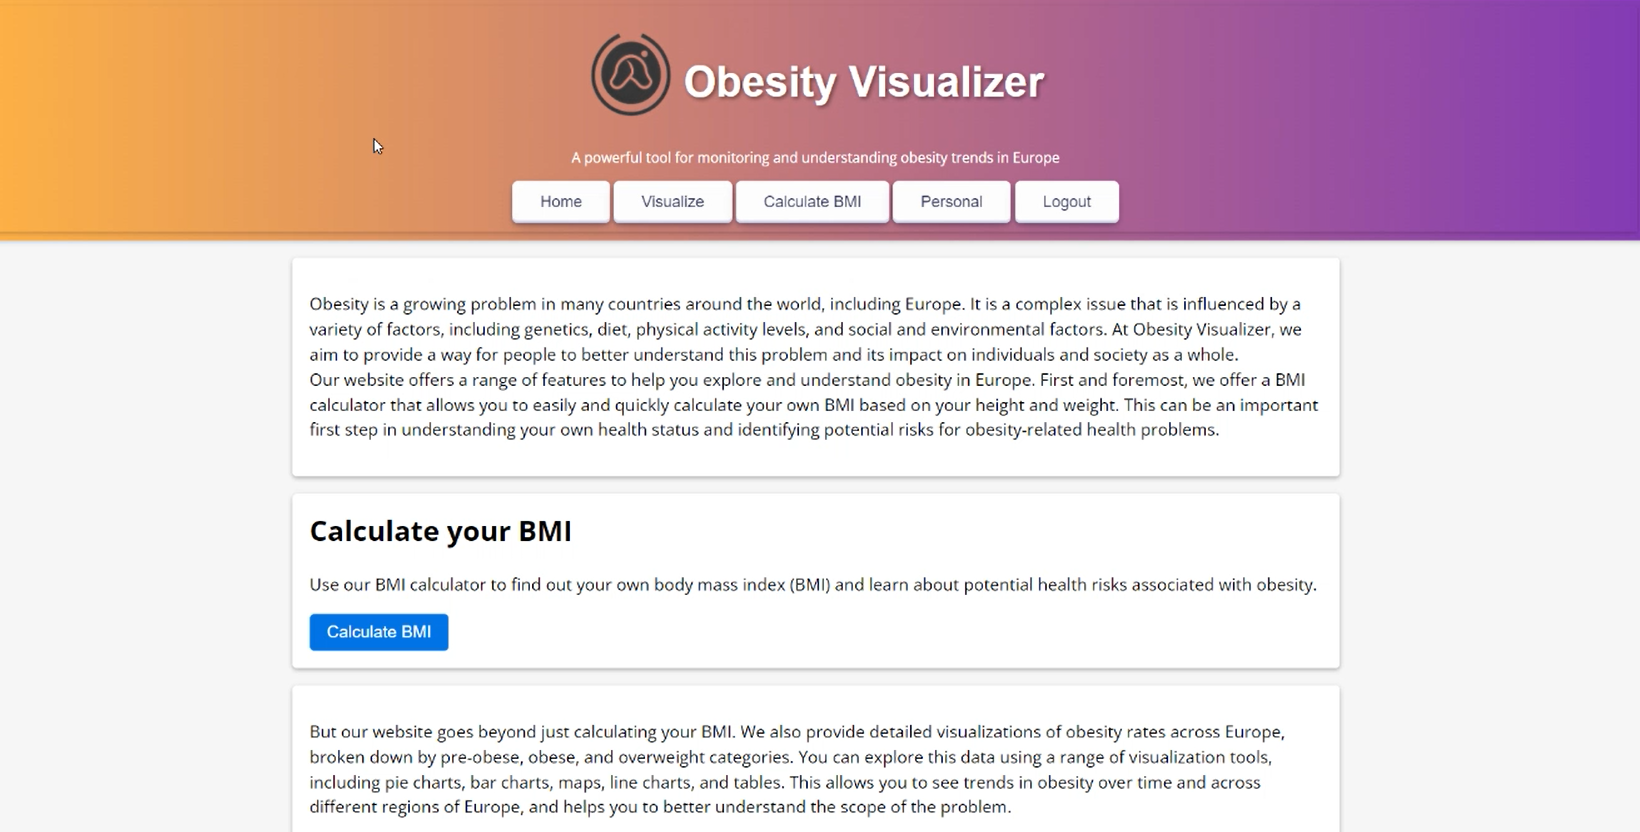 Obesity Visualizer
A powerful tool for monitoring and understanding obesity trends in Europe
Home Visualize Calculate BMI Personal Logout
Obesity is a growing problem in many countries around the world, including Europe. It is a complex issue that is influenced by a
variety of factors, including genetics, diet, physical activity levels, and social and environmental factors. At Obesity Visualizer, we
aim to provide a way for people to better understand this problem and its impact on individuals and society as a whole.
Our website offers a range of features to help you explore and understand obesity in Europe. First and foremost, we offer a BMI
calculator that allows you to easily and quickly calculate your own BMI based on your height and weight. This can be an important
first step in understanding your own health status and identifying potential risks for obesity-related health problems.
Calculate your BMI
Use our BMI calculator to find out your own body mass index (BMI) and learn about potential health risks associated with obesity.
Calculate BMI
But our website goes beyond just calculating your BMI. We also provide detailed visualizations of obesity rates across Europe,
broken down by pre-obese, obese, and overweight categories. You can explore this data using a range of visualization tools,
including pie charts, bar charts, maps, line charts, and tables. This allows you to see trends in obesity over time and across
different regions of Europe, and helps you to better understand the scope of the problem.